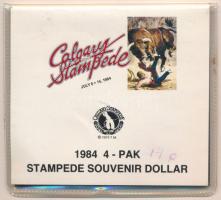 Calgary
Stampede
JULY 6 - 15, 1984
1984 4 - PAK
STAMPEDE SOUVENIR DOLLAR